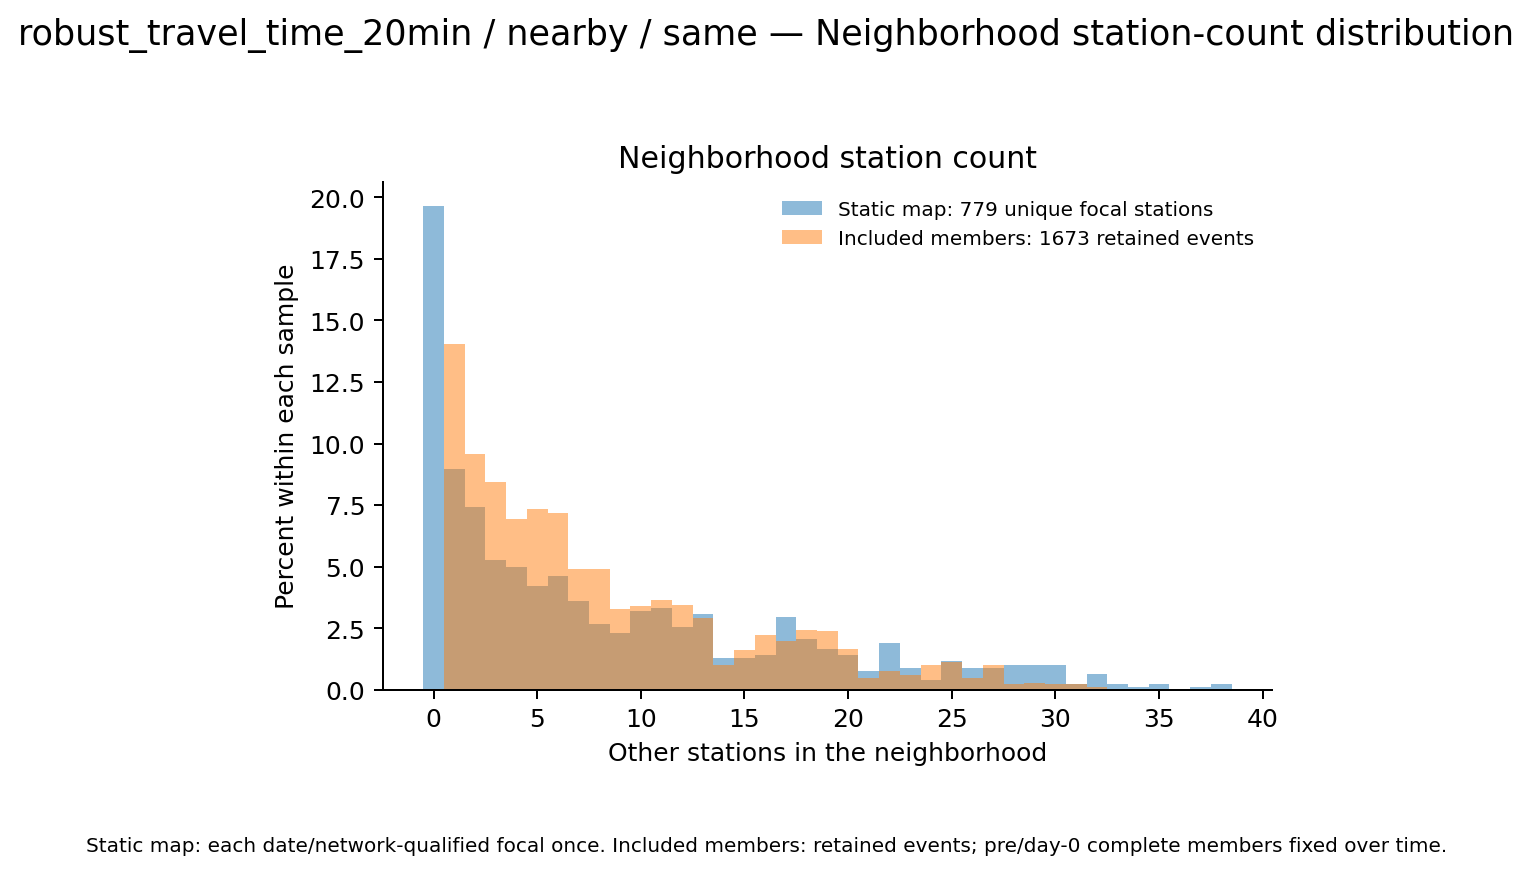 robust_travel_time_20min / nearby / same — Neighborhood station-count distribution
Neighborhood station count
Static map: 779 unique focal stations
Included members: 1673 retained events
Percent within each sample
20.0
17.5
15.0
12.5
10.0
7.5
5.0
2.5
0.0
0 5 10 15 20 25 30 35 40
Other stations in the neighborhood
Static map: each date/network-qualified focal once. Included members: retained events; pre/day-0 complete members fixed over time.